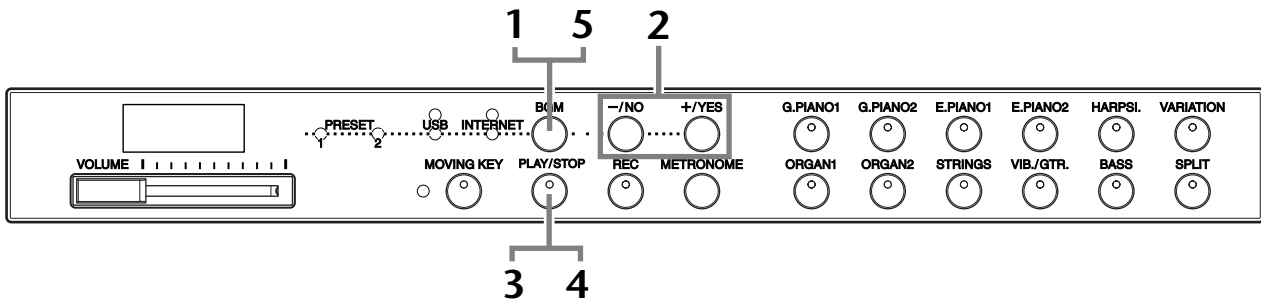 1 5 2
BGM −/NO +/YES G.PIANO1 G.PIANO2 E.PIANO1 E.PIANO2 HARPSI. VARIATION
PRESET USB INTERNET
1 2
VOLUME MOVING KEY PLAY/STOP REC METRONOME ORGAN1 ORGAN2 STRINGS VIB./GTR. BASS SPLIT
3 4